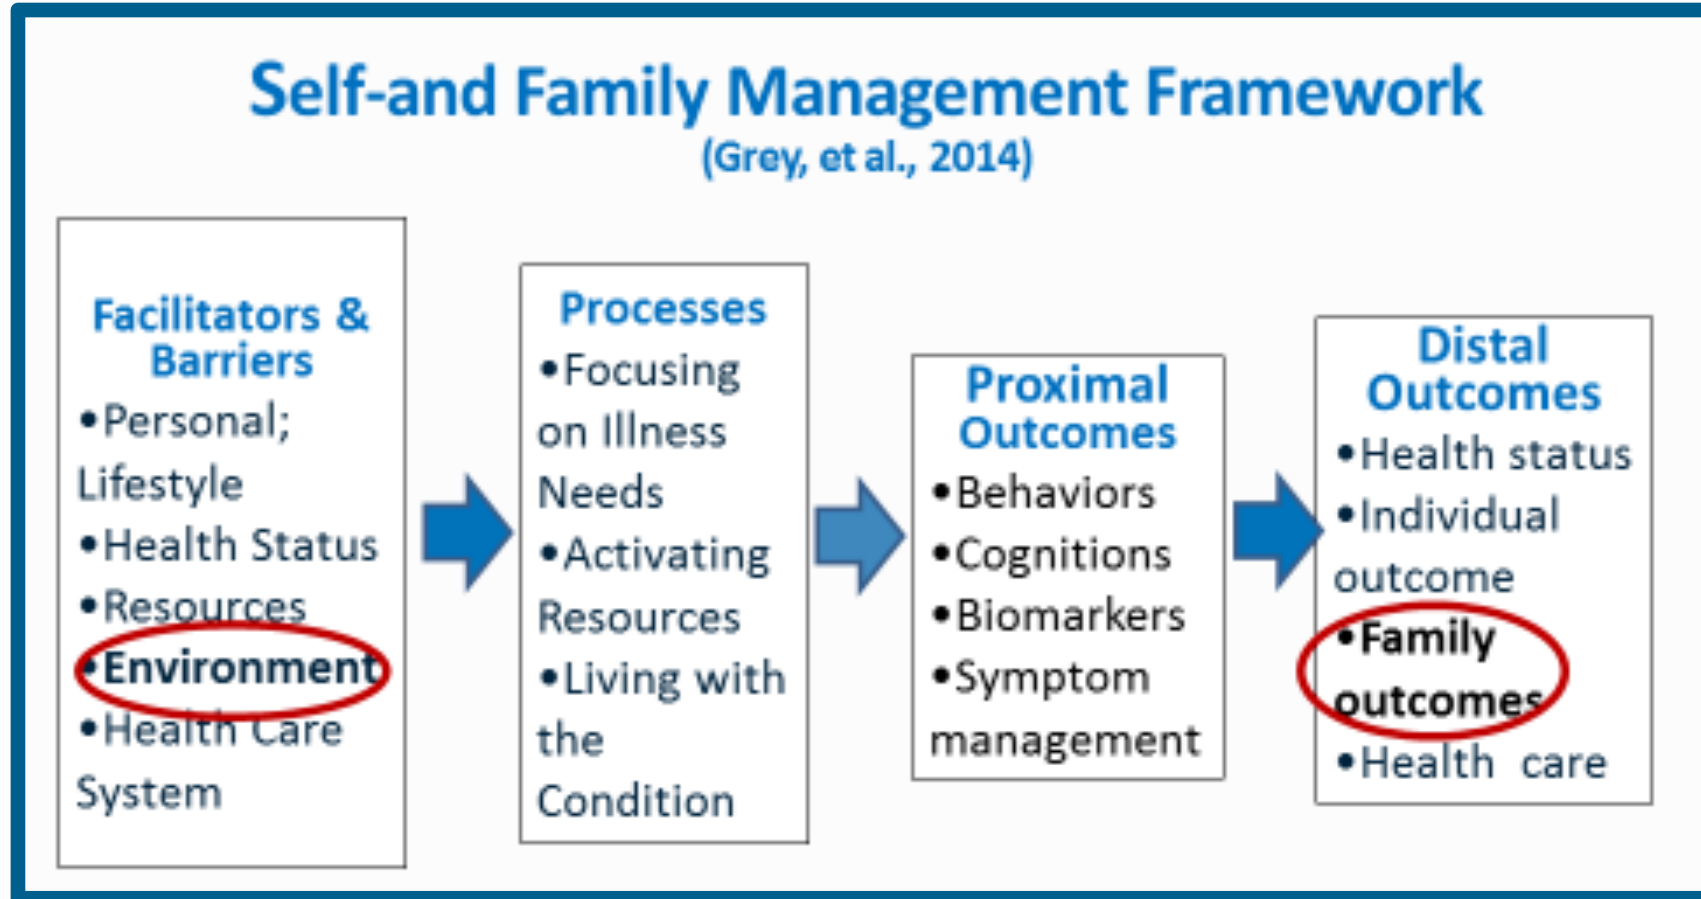 Self-and Family Management Framework
(Grey, et al., 2014)
Facilitators &
Barriers
•Personal;
Lifestyle
•Health Status
•Resources
•Environment
•Health Care
System
Processes
•Focusing
on Illness
Needs
•Activating
Resources
•Living with
the
Condition
Proximal
Outcomes
•Behaviors
•Cognitions
•Biomarkers
•Symptom
management
Distal
Outcomes
•Health status
•Individual
outcome
•Family
outcomes
•Health care